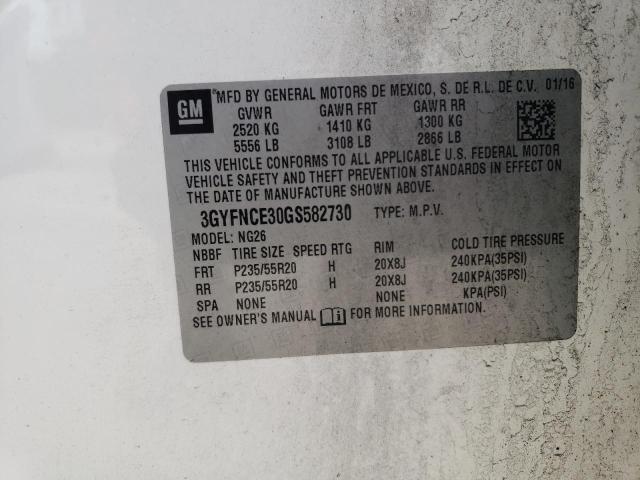 GM
®MFD BY GENERAL MOTORS DE MEXICO, S. DE R.L. DE C.V. 01/16
GVWR GAWR FRT GAWR RR
2520 KG 1410 KG 1300 KG
5556 LB 3108 LB 2866 LB
THIS VEHICLE CONFORMS TO ALL APPLICABLE U.S. FEDERAL MOTOR
VEHICLE SAFETY AND THEFT PREVENTION STANDARDS IN EFFECT ON
THE DATE OF MANUFACTURE SHOWN ABOVE.
3GYFNCE30GS582730 TYPE: M.P.V.
MODEL: NG26
NBBF TIRE SIZE SPEED RTG RIM COLD TIRE PRESSURE
FRT P235/55R20 H 20X8J 240KPA(35PSI)
RR P235/55R20 H 20X8J 240KPA(35PSI)
SPA NONE NONE KPA(PSI)
SEE OWNER'S MANUAL i FOR MORE INFORMATION.